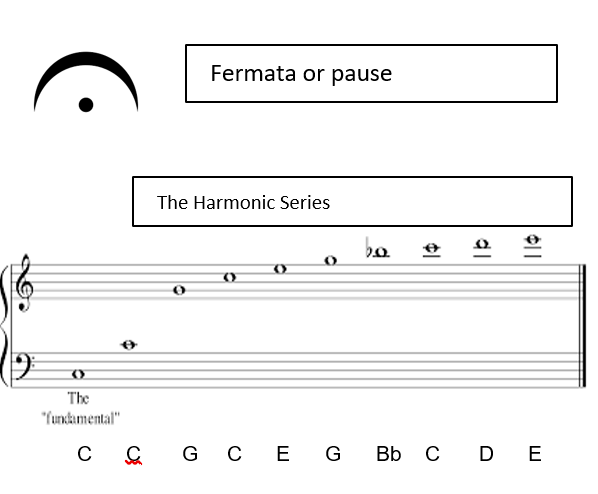 Fermata or pause
The Harmonic Series
The
"fundamental"
C C G C E G Bb C D E